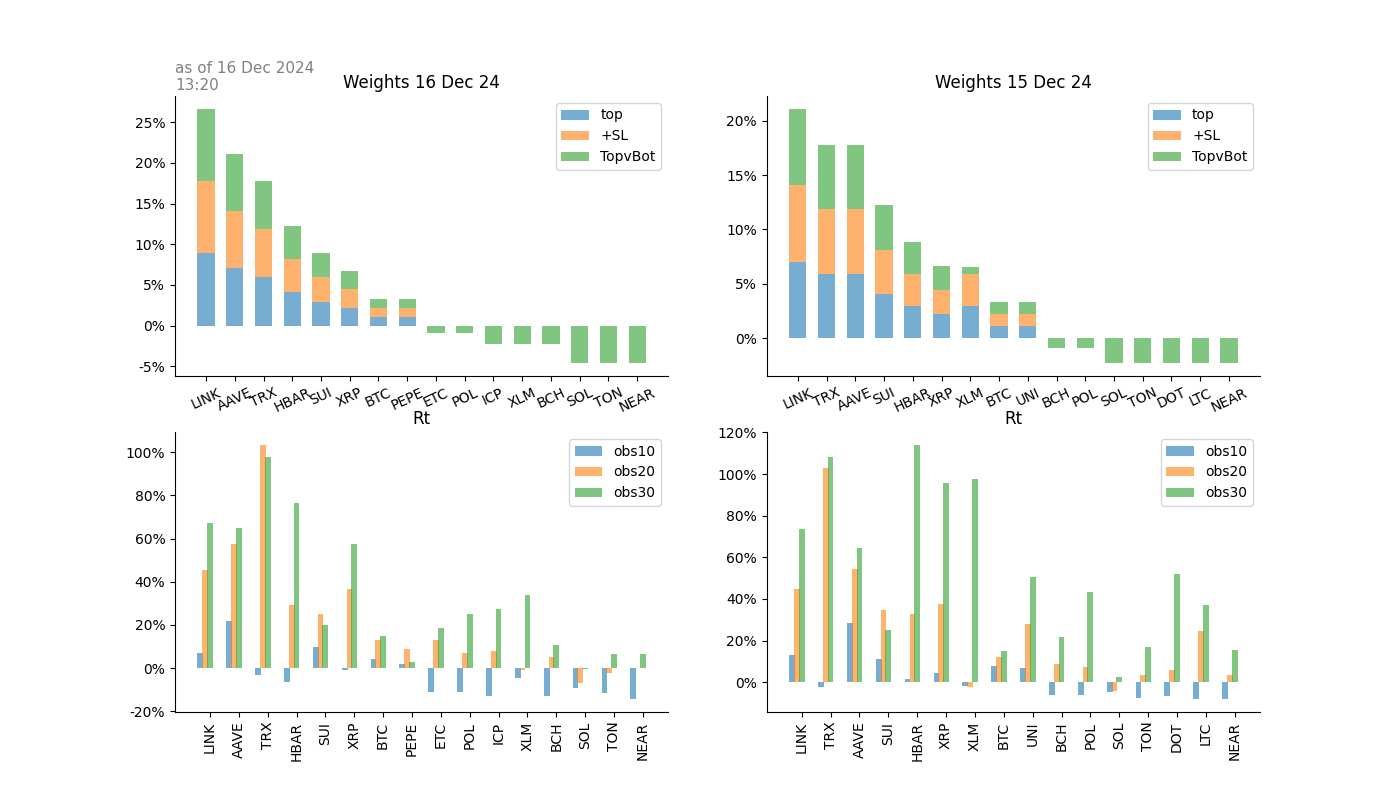 as of 16 Dec 2024
13:20
Weights 16 Dec 24
25%
20%
15%
10%
5%
0%
-5%
top
+SL
TopvBot
LINK AAVE TRX HBAR SUI XRP BTC PEPE ETC POL ICP XLM BCH SOL TON NEAR
Weights 15 Dec 24
20%
15%
10%
5%
0%
top
+SL
TopvBot
LINK TRX AAVE SUI HBAR XRP XLM BTC UNI BCH POL SOL TON DOT LTC NEAR
Rt
100%
80%
60%
40%
20%
0%
-20%
obs10
obs20
obs30
LINK AAVE TRX HBAR SUI XRP BTC PEPE ETC POL ICP XLM BCH SOL TON NEAR
Rt
120%
100%
80%
60%
40%
20%
0%
obs10
obs20
obs30
LINK TRX AAVE SUI HBAR XRP XLM BTC UNI BCH POL SOL TON DOT LTC NEAR